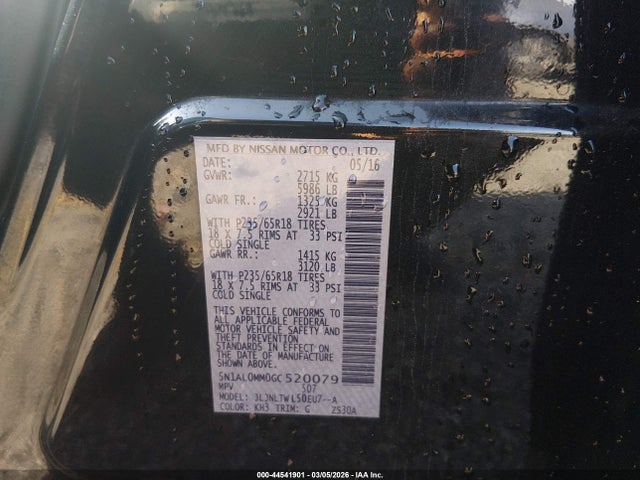 MFD BY NISSAN MOTOR CO., LTD.
DATE: 05/16
GVWR: 2715 KG
5986 LB
GAWR FR.: 1325 KG
2921 LB
WITH P235/65R18 TIRES
18 X 7.5 RIMS AT 33 PSI
COLD SINGLE
GAWR RR.: 1415 KG
3120 LB
WITH P235/65R18 TIRES
18 X 7.5 RIMS AT 33 PSI
COLD SINGLE
THIS VEHICLE CONFORMS TO
ALL APPLICABLE FEDERAL
MOTOR VEHICLE SAFETY AND
THEFT PREVENTION
STANDARDS IN EFFECT ON
THE DATE OF MANUFACTURE
SHOWN ABOVE.
5N1AL0MM0GC520079
MPV 507
MODEL: 3LJNLTWL50EU7--A
COLOR: KH3 TRIM: G ZS30A
000-44541901 - 03/05/2026 - IAA Inc.